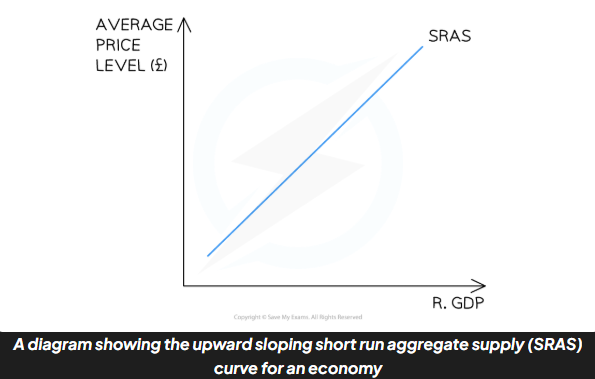 AVERAGE
PRICE
LEVEL (£)
SRAS
R. GDP
Copyright © Save My Exams. All Rights Reserved
A diagram showing the upward sloping short run aggregate supply (SRAS)
curve for an economy